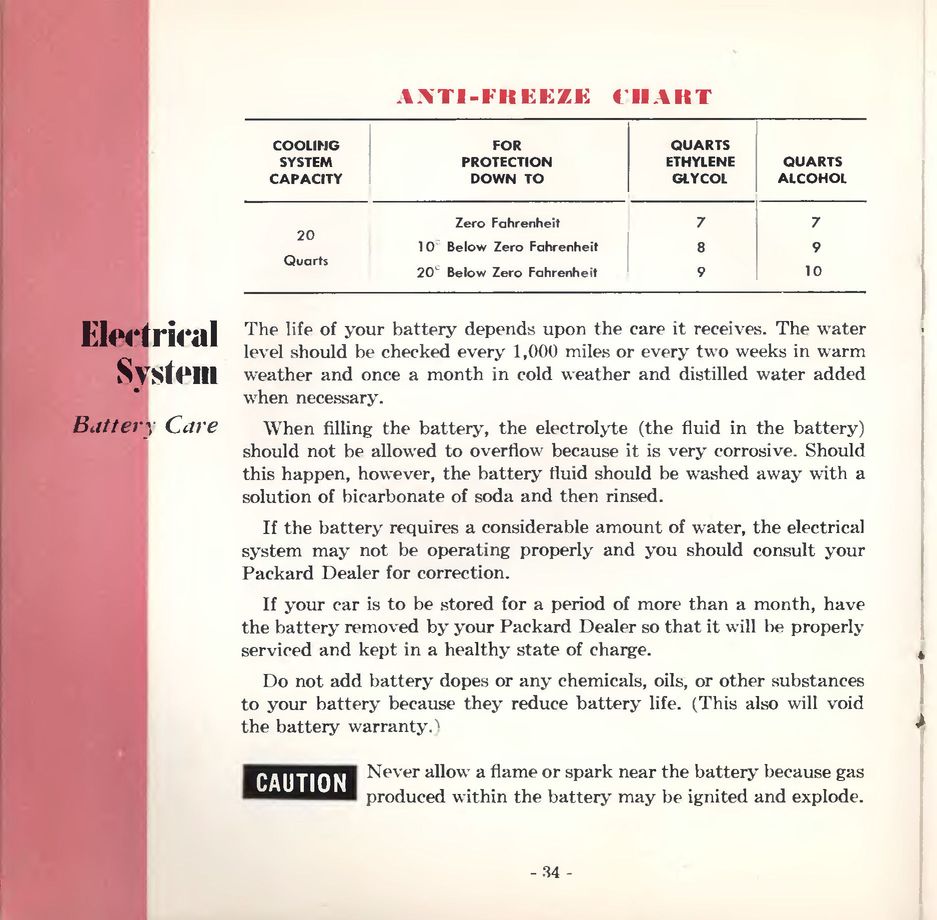 ANTI-FREEZE CHART
COOLING SYSTEM CAPACITY
FOR PROTECTION DOWN TO
QUARTS ETHYLENE GLYCOL
QUARTS ALCOHOL
20 Quarts
Zero Fahrenheit 7 7
10° Below Zero Fahrenheit 8 9
20° Below Zero Fahrenheit 9 10
Electrical
System
Battery Care
The life of your battery depends upon the care it receives. The water
level should be checked every 1,000 miles or every two weeks in warm
weather and once a month in cold weather and distilled water added
when necessary.
When filling the battery, the electrolyte (the fluid in the battery)
should not be allowed to overflow because it is very corrosive. Should
this happen, however, the battery fluid should be washed away with a
solution of bicarbonate of soda and then rinsed.
If the battery requires a considerable amount of water, the electrical
system may not be operating properly and you should consult your
Packard Dealer for correction.
If your car is to be stored for a period of more than a month, have
the battery removed by your Packard Dealer so that it will be properly
serviced and kept in a healthy state of charge.
Do not add battery dopes or any chemicals, oils, or other substances
to your battery because they reduce battery life. (This also will void
the battery warranty.)
CAUTION
Never allow a flame or spark near the battery because gas
produced within the battery may be ignited and explode.
- 34 -